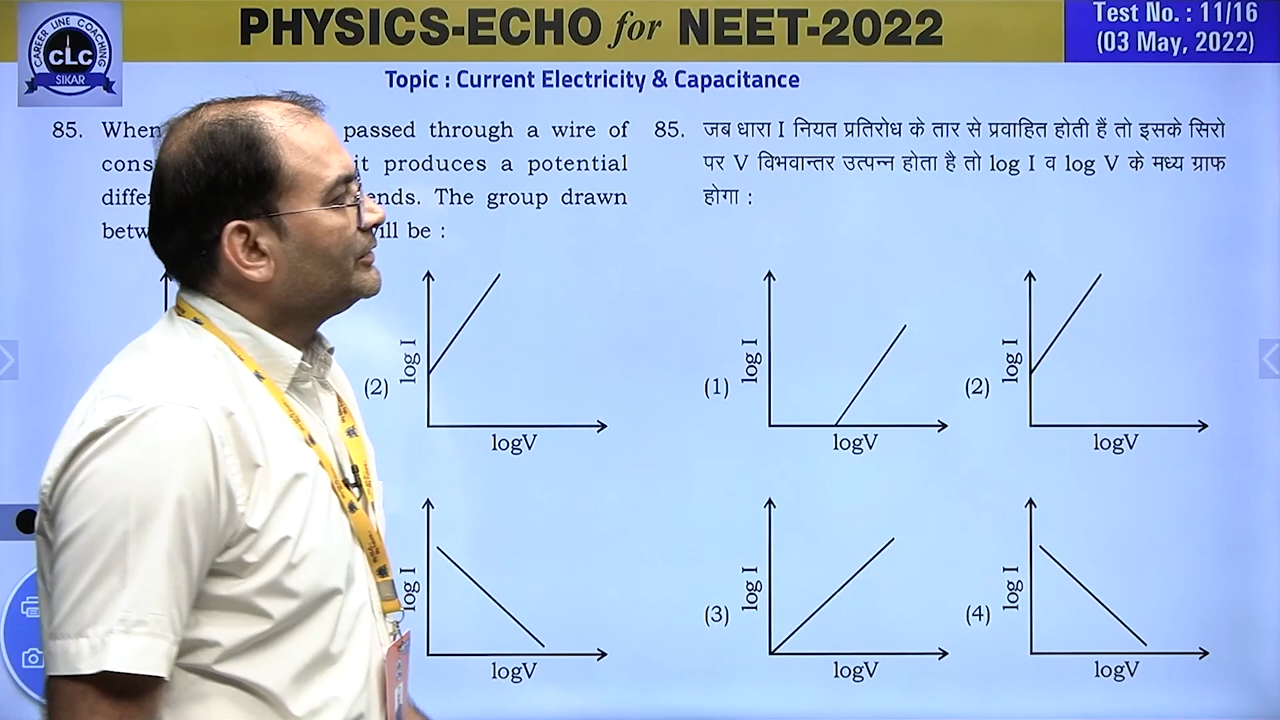 PHYSICS-ECHO for NEET-2022
Test No. : 11/16
(03 May, 2022)
CAREER LINE COACHING
CLC
SIKAR
Topic : Current Electricity & Capacitance
85. When passed through a wire of
it produces a potential
ends. The group drawn
will be :
(2) log I
logV
log I
logV
85. जब धारा I नियत प्रतिरोध के तार से प्रवाहित होती हैं तो इसके सिरो
पर V विभवान्तर उत्पन्न होता है तो log I व log V के मध्य ग्राफ
होगा :
(1) log I
logV
(2) log I
logV
(3) log I
logV
(4) log I
logV